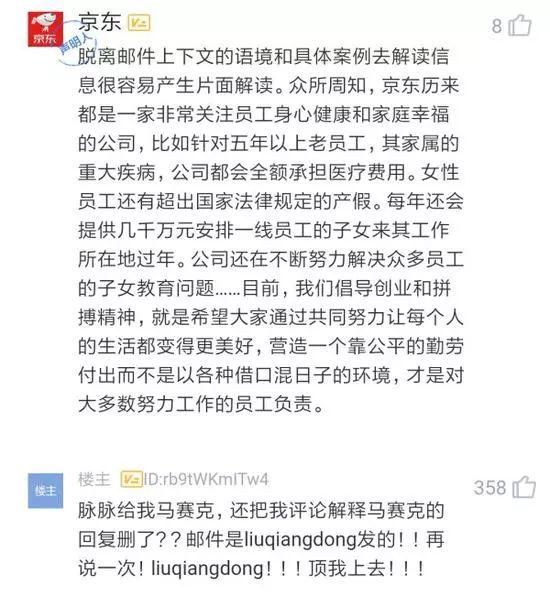 京东
8
京东
声明人
脱离邮件上下文的语境和具体案例去解读信
息很容易产生片面解读。众所周知，京东历来
都是一家非常关注员工身心健康和家庭幸福
的公司，比如针对五年以上老员工，其家属的
重大疾病，公司都会全额承担医疗费用。女性
员工还有超出国家法律规定的产假。每年还会
提供几千万元安排一线员工的子女来其工作
所在地过年。公司还在不断努力解决众多员工
的子女教育问题……目前，我们倡导创业和拼
搏精神，就是希望大家通过共同努力让每个人
的生活都变得更美好，营造一个靠公平的勤劳
付出而不是以各种借口混日子的环境，才是对
大多数努力工作的员工负责。
楼主
楼主 ID:rb9tWKmITw4
358
脉脉给我马赛克，还把我评论解释马赛克的
回复删了??邮件是liuqiangdong发的！！再
说一次！liuqiangdong！！！顶我上去！！！